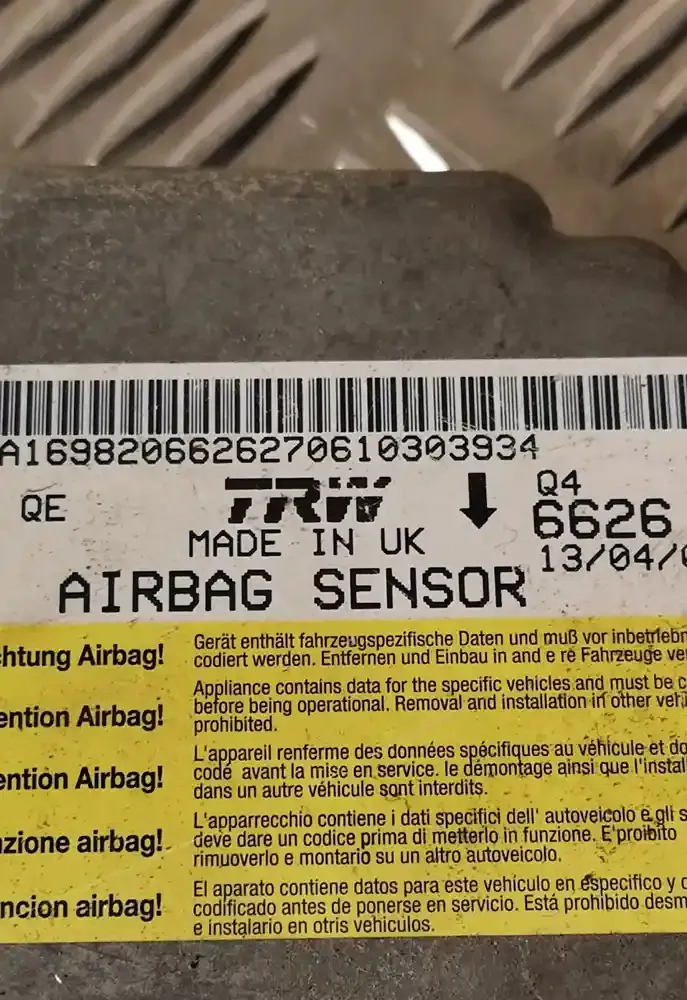 A1698206626270610303934
QE
TRW
Q4
6626
MADE IN UK
13/04/0
AIRBAG SENSOR
chtung Airbag!
Gerät enthält fahrzeugspezifische Daten und muß vor inbetriebn
codiert werden. Entfernen und Einbau in and e re Fahrzeuge ve
ention Airbag!
Appliance contains data for the specific vehicles and must be c
before being operational. Removal and installation in other veh
prohibited.
ention Airbag!
L'appareil renferme des données spécifiques au véhicule et do
codé avant la mise en service. le démontage ainsi que l'instal
dans un autre véhicule sont interdits.
nzione airbag!
L'apparrecchio contiene i dati specifici dell' autoveicolo e gli s
deve dare un codice prima di metterlo in funzione. E'proibito
rimuoverlo e montario su un altro autoveicolo.
ncion airbag!
El aparato contiene datos para este vehiculo en especifico y d
codificado antes de ponerse en servicio. Está prohibido desm
e instalario en otris vehiculos.